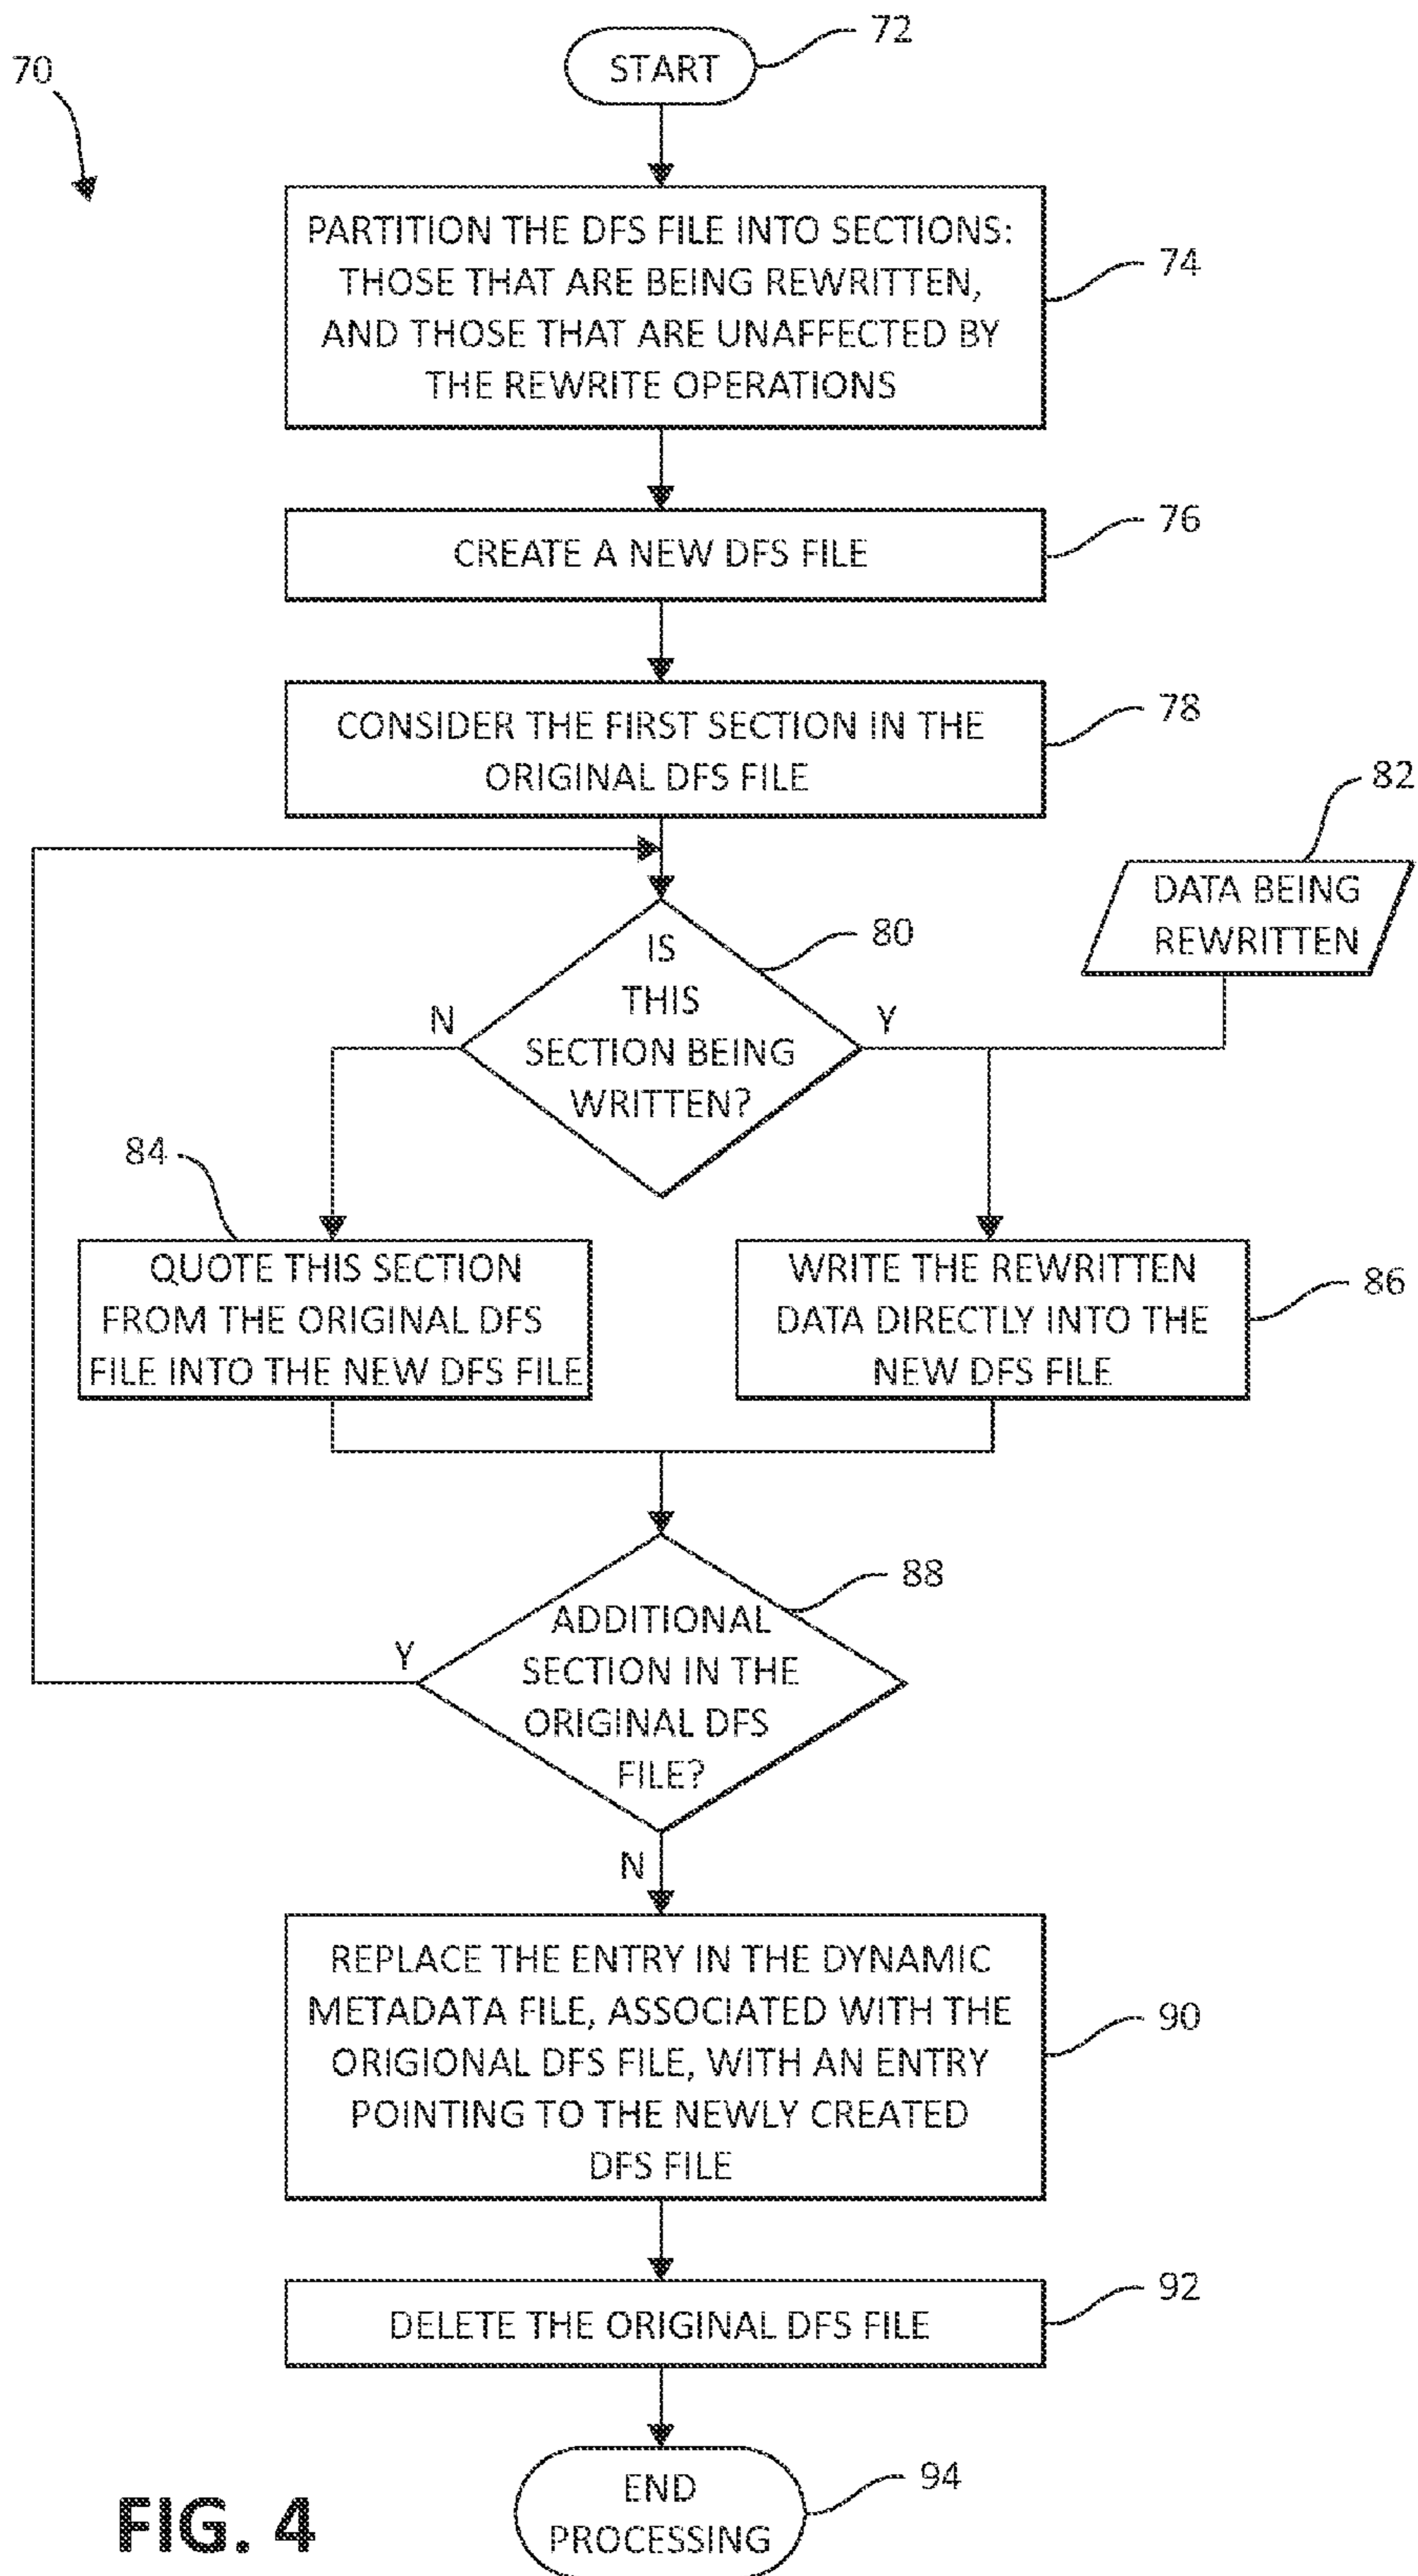 72
70
START
PARTITION THE DFS FILE INTO SECTIONS:
THOSE THAT ARE BEING REWRITTEN,
AND THOSE THAT ARE UNAFFECTED BY
THE REWRITE OPERATIONS
74
76
CREATE A NEW DFS FILE
78
CONSIDER THE FIRST SECTION IN THE
ORIGINAL DFS FILE
82
DATA BEING
REWRITTEN
80
IS
THIS
SECTION BEING
WRITTEN?
N
Y
84
QUOTE THIS SECTION
FROM THE ORIGINAL DFS
FILE INTO THE NEW DFS FILE
WRITE THE REWRITTEN
DATA DIRECTLY INTO THE
NEW DFS FILE
86
88
ADDITIONAL
SECTION IN THE
ORIGINAL DFS
FILE?
Y
N
REPLACE THE ENTRY IN THE DYNAMIC
METADATA FILE, ASSOCIATED WITH THE
ORIGIONAL DFS FILE, WITH AN ENTRY
POINTING TO THE NEWLY CREATED
DFS FILE
90
92
DELETE THE ORIGINAL DFS FILE
94
END
PROCESSING
FIG. 4